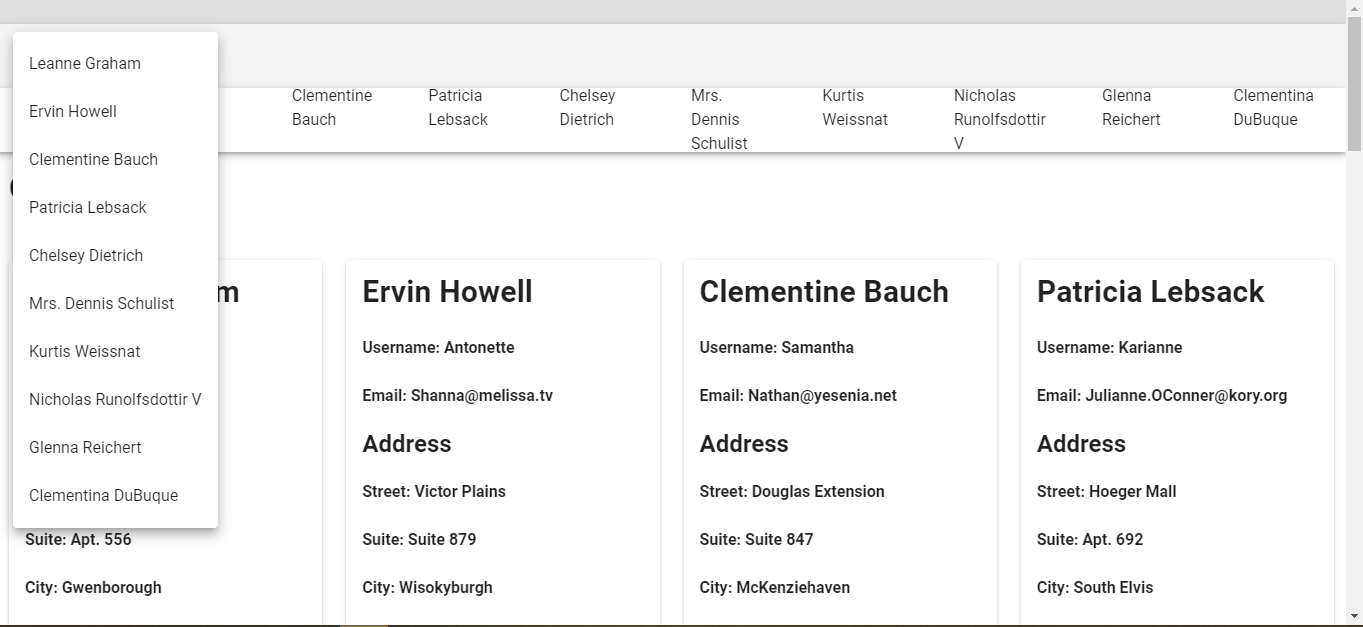 Leanne Graham
Ervin Howell
Clementine Bauch
Patricia Lebsack
Chelsey Dietrich
Mrs. Dennis Schulist
Kurtis Weissnat
Nicholas Runolfsdottir V
Glenna Reichert
Clementina DuBuque
Clementine
Bauch
Patricia
Lebsack
Chelsey
Dietrich
Mrs.
Dennis
Schulist
Kurtis
Weissnat
Nicholas
Runolfsdottir
V
Glenna
Reichert
Clementina
DuBuque
m
Suite: Apt. 556
City: Gwenborough
Ervin Howell
Username: Antonette
Email: Shanna@melissa.tv
Address
Street: Victor Plains
Suite: Suite 879
City: Wisokyburgh
Clementine Bauch
Username: Samantha
Email: Nathan@yesenia.net
Address
Street: Douglas Extension
Suite: Suite 847
City: McKenziehaven
Patricia Lebsack
Username: Karianne
Email: Julianne.OConner@kory.org
Address
Street: Hoeger Mall
Suite: Apt. 692
City: South Elvis